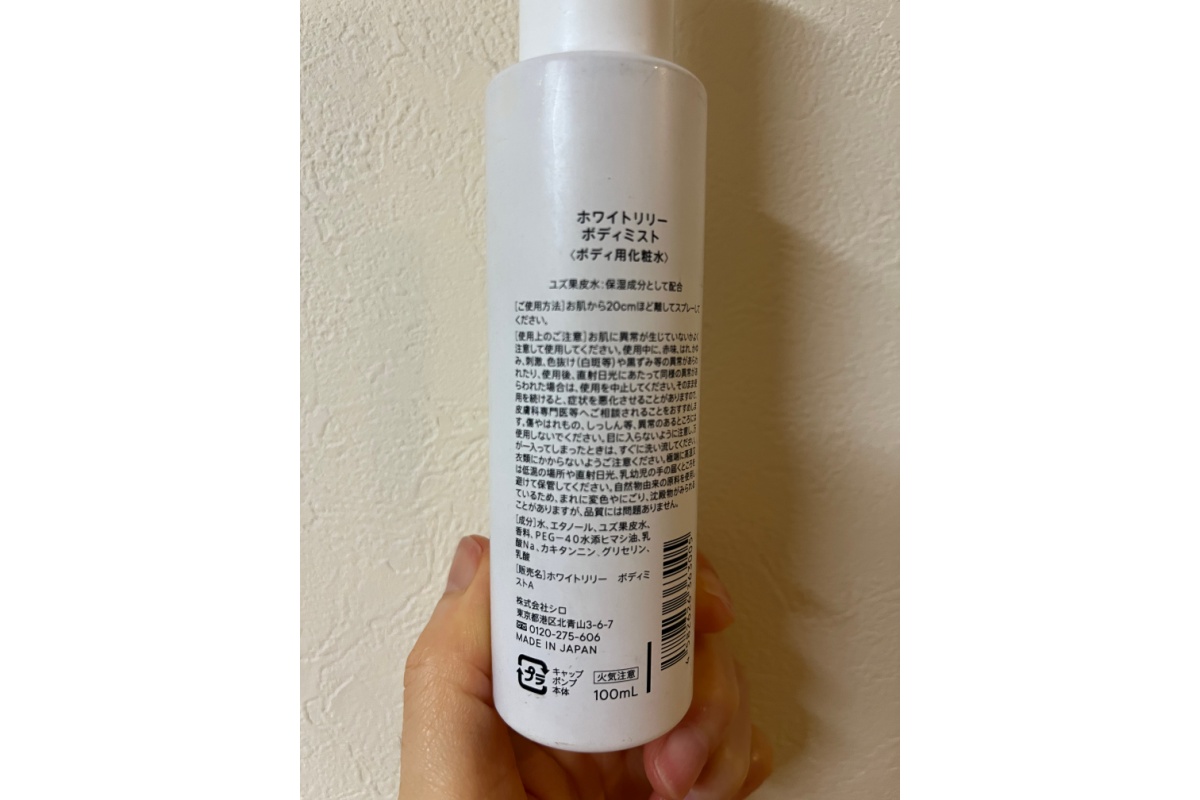 ホワイトリリー
ボディミスト
〈ボディ用化粧水〉
ユズ果皮水：保湿成分として配合
[ご使用方法]お肌から20cmほど離してスプレーして
ください。
[使用上のご注意]お肌に異常が生じていないかよく
注意して使用してください。使用中に、赤味、はれ、かゆ
み、刺激、色抜け(白斑等)や黒ずみ等の異常があらわ
れたり、使用後、直射日光にあたって同様の異常があ
らわれた場合は、使用を中止してください。そのまま使
用を続けると、症状を悪化させることがありますので、
皮膚科専門医等へご相談されることをおすすめしま
す。傷やはれもの、しっしん等、異常のあるところには
使用しないでください。目に入らないように注意し、万
が一入ってしまったときは、すぐに洗い流してください。
衣類にかからないようご注意ください。極端に高温又
は低温の場所や直射日光、乳幼児の手の届くところを
避けて保管してください。自然物由来の原料を使用し
ているため、まれに変色やにごり、沈殿物がみられる
ことがありますが、品質には問題ありません。
[成分]水、エタノール、ユズ果皮水、
香料、PEG－40水添ヒマシ油、乳
酸Na、カキタンニン、グリセリン、
乳酸
[販売名]ホワイトリリー　ボディミ
ストA
株式会社シロ
東京都港区北青山3-6-7
0120-275-606
MADE IN JAPAN
プラ
キャップ
ポンプ
本体
火気注意
100mL